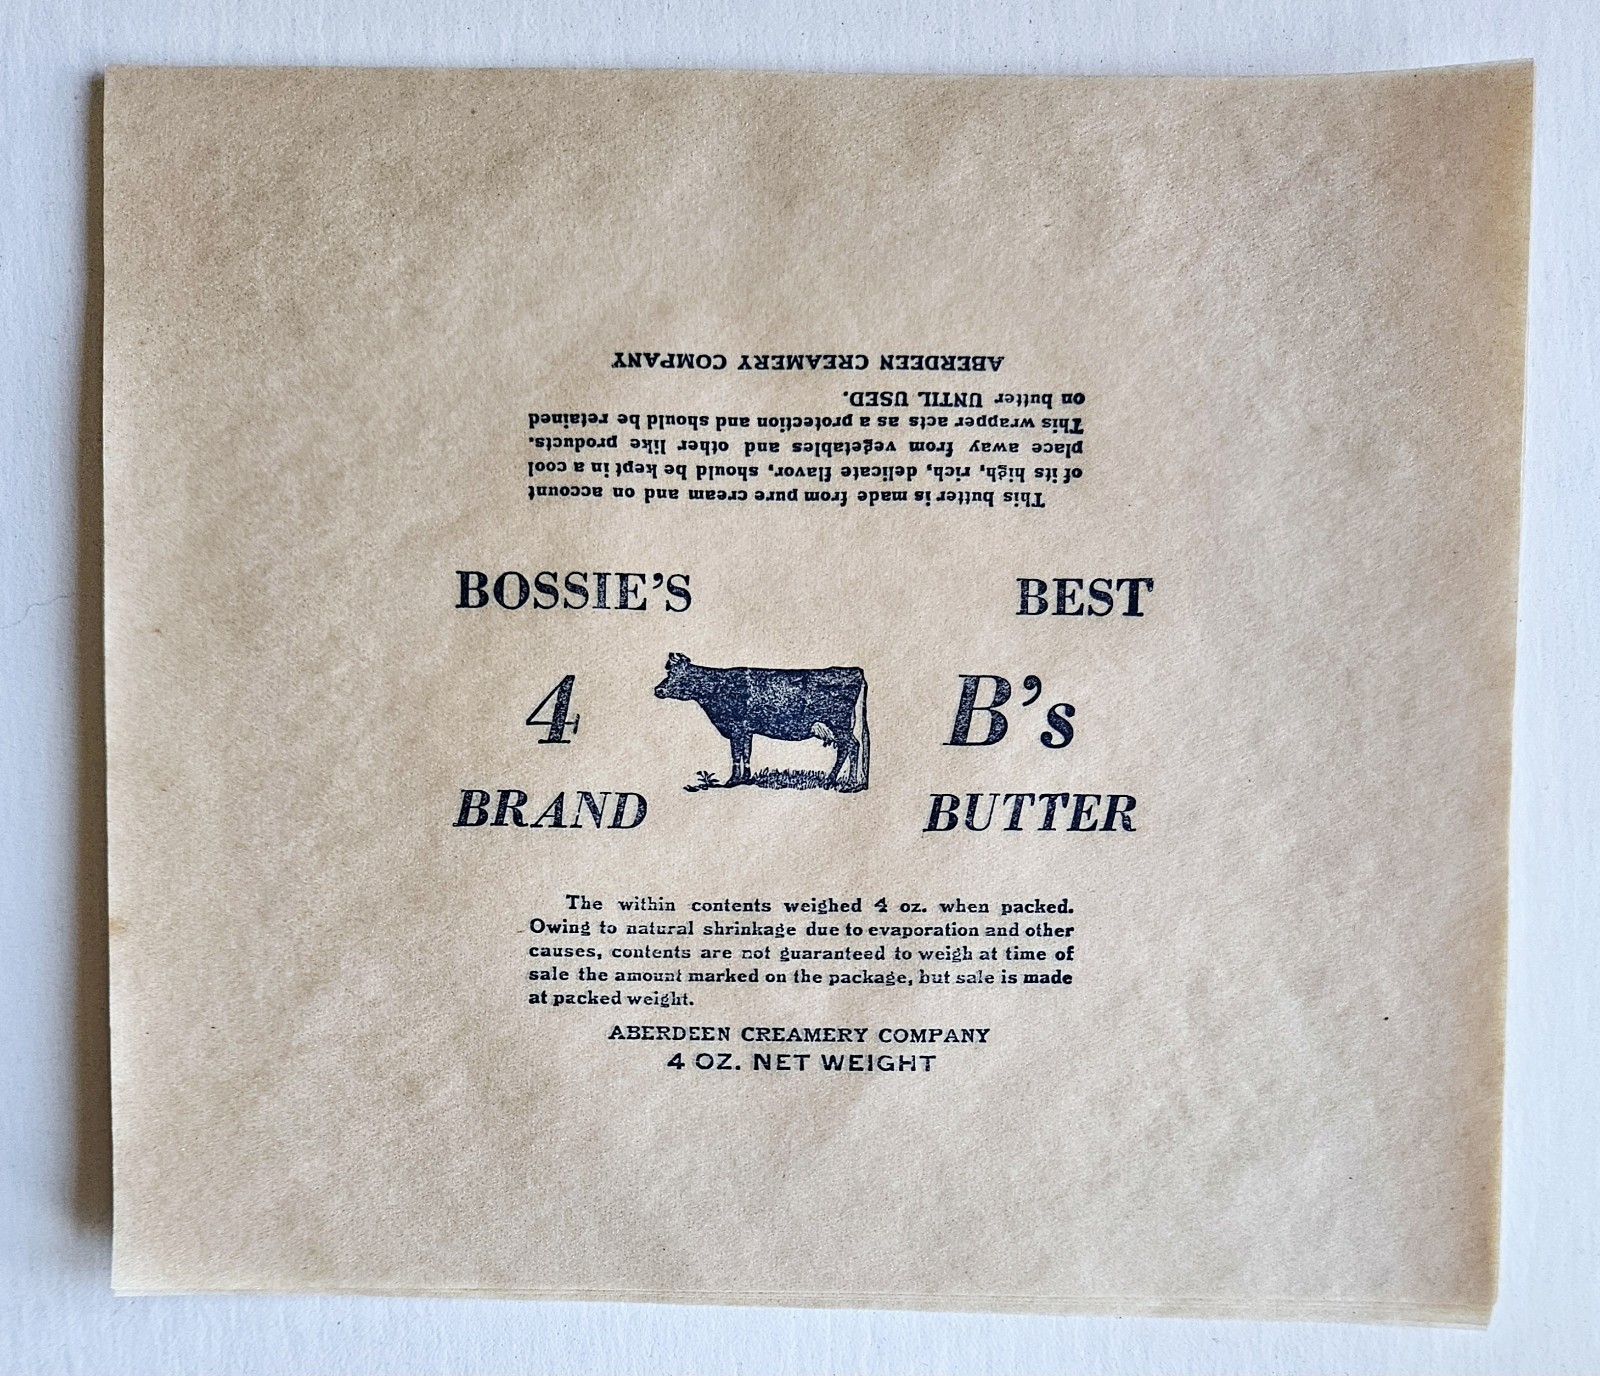 This butter is made from pure cream and on account
of its high, rich, delicate flavor, should be kept in a cool
place away from vegetables and other like products.
This wrapper acts as a protection and should be retained
on butter UNTIL USED.
ABERDEEN CREAMERY COMPANY
BOSSIE'S BEST
4 B's
BRAND BUTTER
The within contents weighed 4 oz. when packed.
Owing to natural shrinkage due to evaporation and other
causes, contents are not guaranteed to weigh at time of
sale the amount marked on the package, but sale is made
at packed weight.
ABERDEEN CREAMERY COMPANY
4 OZ. NET WEIGHT